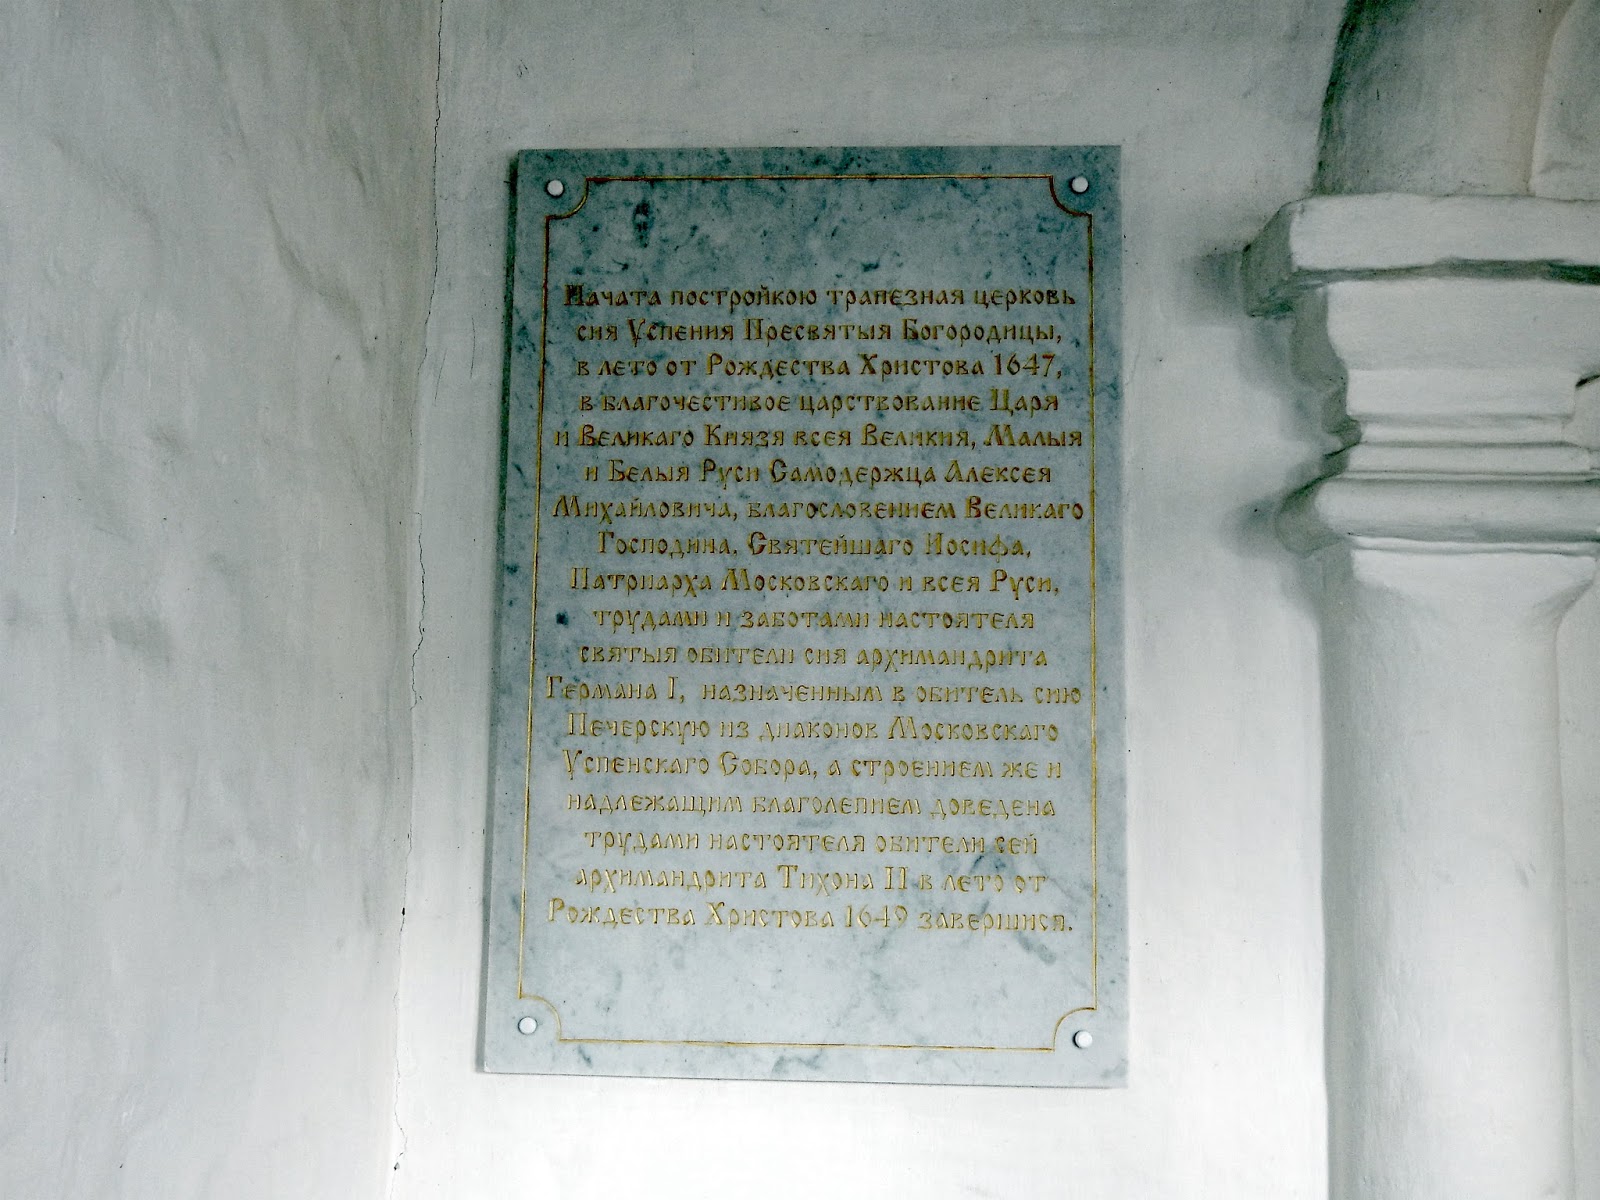 Начата постройкою трапезная церковь
сия Успения Пресвятыя Богородицы,
в лето от Рождества Христова 1647,
в благочестивое царствование Царя
и Великаго Князя всея Великия, Малыя
и Белыя Руси Самодержца Алексея
Михайловича, благословением Великаго
Господина, Святейшаго Иосифа,
Патриарха Московскаго и всея Руси,
трудами и заботами настоятеля
святыя обители сия архимандрита
Германа I, назначенным в обитель сию
Печерскую из диаконов Московскаго
Успенскаго Собора, а строением же и
надлежащим благолепием доведена
трудами настоятеля обители сей
архимандрита Тихона II в лето от
Рождества Христова 1649 завершися.